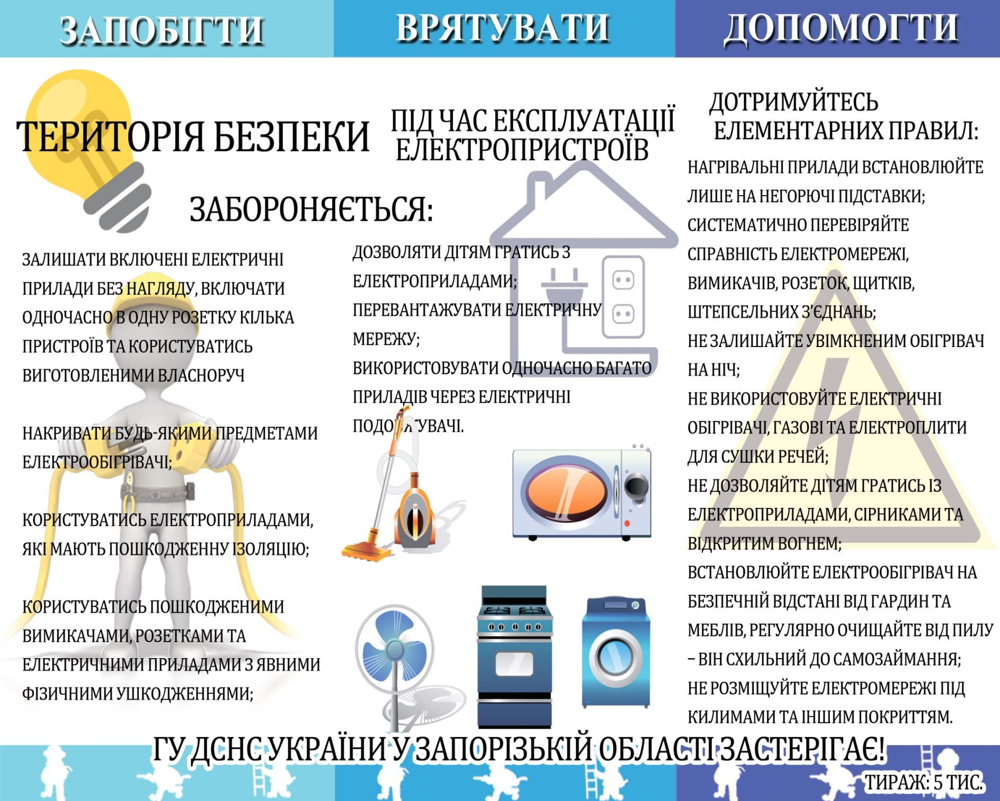 ЗАПОБІГТИ
ВРЯТУВАТИ
ДОПОМОГТИ
ТЕРИТОРІЯ БЕЗПЕКИ
ПІД ЧАС ЕКСПЛУАТАЦІЇ
ЕЛЕКТРОПРИСТРОЇВ
ЗАБОРОНЯЄТЬСЯ:
ЗАЛИШАТИ ВКЛЮЧЕНІ ЕЛЕКТРИЧНІ
ПРИЛАДИ БЕЗ НАГЛЯДУ, ВКЛЮЧАТИ
ОДНОЧАСНО В ОДНУ РОЗЕТКУ КІЛЬКА
ПРИСТРОЇВ ТА КОРИСТУВАТИСЬ
ВИГОТОВЛЕНИМИ ВЛАСНОРУЧ
НАКРИВАТИ БУДЬ-ЯКИМИ ПРЕДМЕТАМИ
ЕЛЕКТРООБІГРІВАЧІ;
КОРИСТУВАТИСЬ ЕЛЕКТРОПРИЛАДАМИ,
ЯКІ МАЮТЬ ПОШКОДЖЕННУ ІЗОЛЯЦІЮ;
КОРИСТУВАТИСЬ ПОШКОДЖЕНИМИ
ВИМИКАЧАМИ, РОЗЕТКАМИ ТА
ЕЛЕКТРИЧНИМИ ПРИЛАДАМИ З ЯВНИМИ
ФІЗИЧНИМИ УШКОДЖЕННЯМИ;
ДОЗВОЛЯТИ ДІТЯМ ГРАТИСЬ З
ЕЛЕКТРОПРИЛАДАМИ;
ПЕРЕВАНТАЖУВАТИ ЕЛЕКТРИЧНУ
МЕРЕЖУ;
ВИКОРИСТОВУВАТИ ОДНОЧАСНО БАГАТО
ПРИЛАДІВ ЧЕРЕЗ ЕЛЕКТРИЧНІ
ПОДОВЖУВАЧІ.
ДОТРИМУЙТЕСЬ
ЕЛЕМЕНТАРНИХ ПРАВИЛ:
НАГРІВАЛЬНІ ПРИЛАДИ ВСТАНОВЛЮЙТЕ
ЛИШЕ НА НЕГОРЮЧІ ПІДСТАВКИ;
СИСТЕМАТИЧНО ПЕРЕВІРЯЙТЕ
СПРАВНІСТЬ ЕЛЕКТРОМЕРЕЖІ,
ВИМИКАЧІВ, РОЗЕТОК, ЩИТКІВ,
ШТЕПСЕЛЬНИХ З’ЄДНАНЬ;
НЕ ЗАЛИШАЙТЕ УВІМКНЕНИМ ОБІГРІВАЧ
НА НІЧ;
НЕ ВИКОРИСТОВУЙТЕ ЕЛЕКТРИЧНІ
ОБІГРІВАЧІ, ГАЗОВІ ТА ЕЛЕКТРОПЛИТИ
ДЛЯ СУШКИ РЕЧЕЙ;
НЕ ДОЗВОЛЯЙТЕ ДІТЯМ ГРАТИСЬ ІЗ
ЕЛЕКТРОПРИЛАДАМИ, СІРНИКАМИ ТА
ВІДКРИТИМ ВОГНЕМ;
ВСТАНОВЛЮЙТЕ ЕЛЕКТРООБІГРІВАЧ НА
БЕЗПЕЧНІЙ ВІДСТАНІ ВІД ГАРДИН ТА
МЕБЛІВ, РЕГУЛЯРНО ОЧИЩАЙТЕ ВІД ПИЛУ
– ВІН СХИЛЬНИЙ ДО САМОЗАЙМАННЯ;
НЕ РОЗМІЩУЙТЕ ЕЛЕКТРОМЕРЕЖІ ПІД
КИЛИМАМИ ТА ІНШИМ ПОКРИТТЯМ.
ГУ ДСНС УКРАЇНИ У ЗАПОРІЗЬКІЙ ОБЛАСТІ ЗАСТЕРІГАЄ!
ТИРАЖ: 5 ТИС.